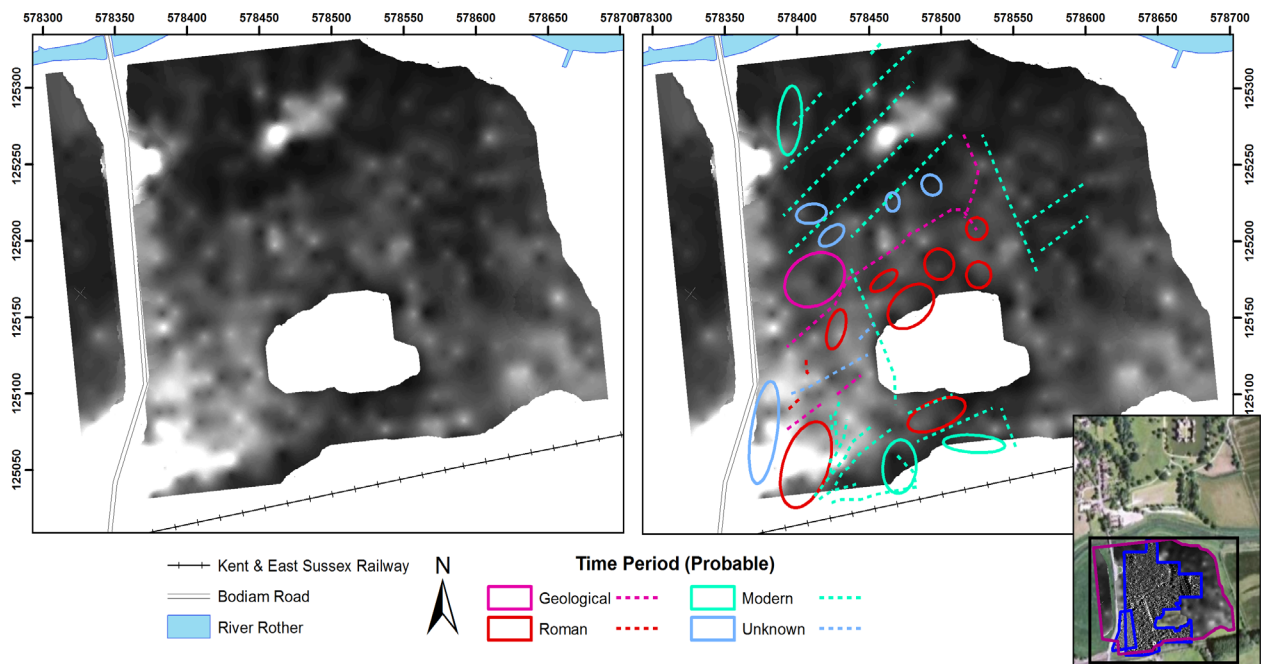 578300 578350 578400 578450 578500 578550 578600 578650 578700
578300 578350 578400 578450 578500 578550 578600 578650 578700
125300
125250
125200
125150
125100
125050
125300
125250
125200
125150
125100
125050
Kent & East Sussex Railway
Bodiam Road
River Rother
N
Time Period (Probable)
Geological
Modern
Roman
Unknown